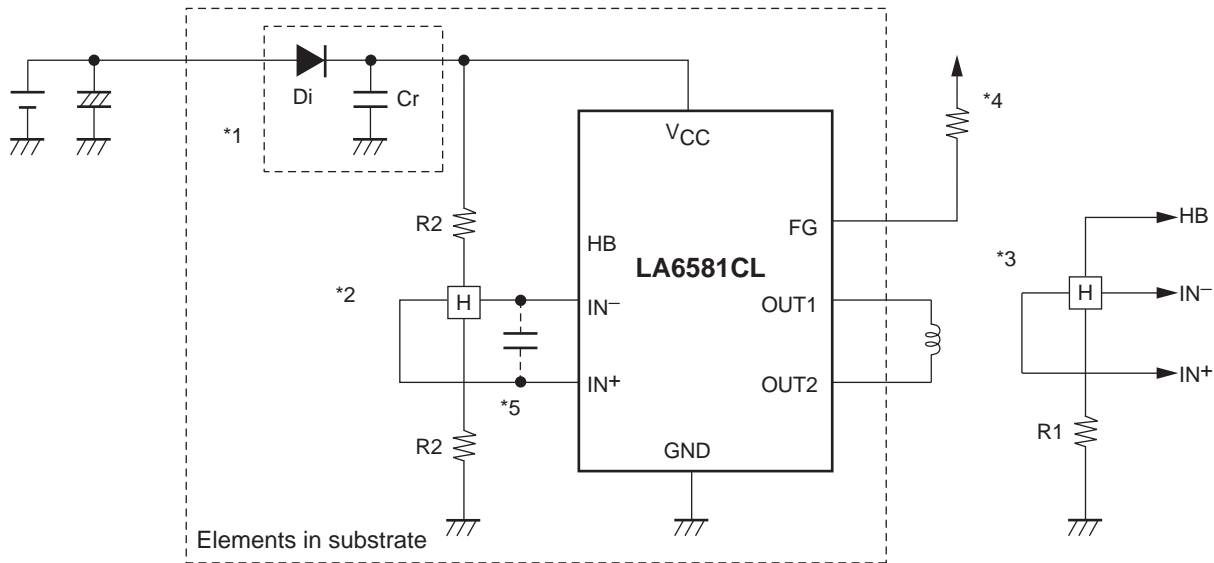 Di
Cr
*1
*4
VCC
R2
HB
FG
HB
LA6581CL
*3
*2
H
IN−
OUT1
H
IN−
IN+
OUT2
IN+
*5
R2
GND
R1
Elements in substrate